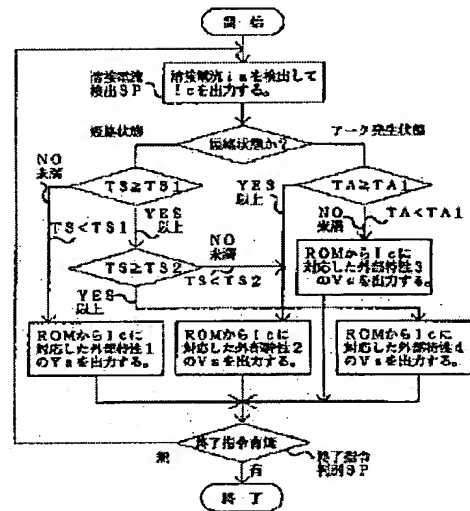 開 始
溶接電流
検出SP
溶接電流iaを検出して
Icを出力する。
短絡状態
アーク発生状態
短絡状態か?
NO
未満
TS≧TS1
YES
以上
TA≧TA1
TS<TS1
YES
以上
NO
未満
TA<TA1
TS≧TS2
NO
未満
TS<TS2
ROMからIcに
対応した外部特性3
のVsを出力する。
YES
以上
ROMからIcに
対応した外部特性1
のVsを出力する。
ROMからIcに
対応した外部特性2
のVsを出力する。
ROMからIcに
対応した外部特性4
のVsを出力する。
終了指令有無
無
有
終了指令
判別SP
終 了